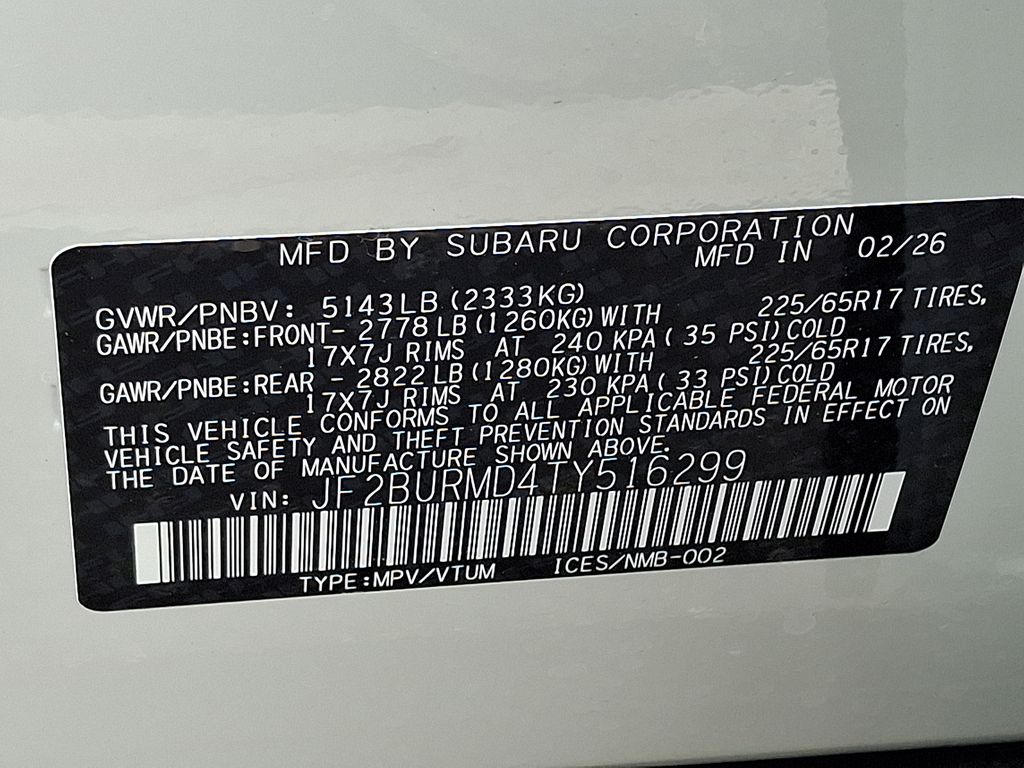 MFD BY SUBARU CORPORATION
MFD IN 02/26
GVWR/PNBV: 5143LB(2333KG)
GAWR/PNBE:FRONT- 2778LB(1260KG)WITH 225/65R17 TIRES,
17X7J RIMS AT 240 KPA( 35 PSI)COLD
GAWR/PNBE:REAR - 2822LB(1280KG)WITH 225/65R17 TIRES,
17X7J RIMS AT 230 KPA( 33 PSI)COLD
THIS VEHICLE CONFORMS TO ALL APPLICABLE FEDERAL MOTOR
VEHICLE SAFETY AND THEFT PREVENTION STANDARDS IN EFFECT ON
THE DATE OF MANUFACTURE SHOWN ABOVE.
VIN: JF2BURMD4TY516299
TYPE:MPV/VTUM ICES/NMB-002